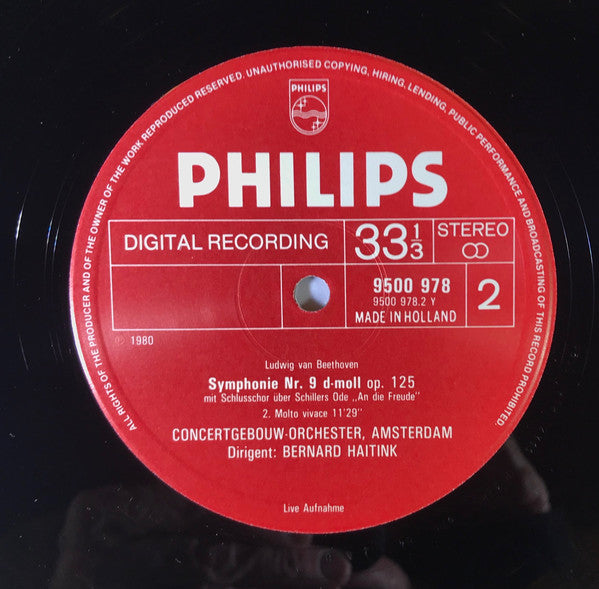 ALL RIGHTS OF THE PRODUCER AND OF THE OWNER OF THE WORK REPRODUCED RESERVED. UNAUTHORISED COPYING, HIRING, LENDING, PUBLIC PERFORMANCE AND BROADCASTING OF THIS RECORD PROHIBITED.
PHILIPS
PHILIPS
DIGITAL RECORDING
33 1/3
STEREO
9500 978
9500 978.2 Y
MADE IN HOLLAND
2
℗ 1980
Ludwig van Beethoven
Symphonie Nr. 9 d-moll op. 125
mit Schlusschor über Schillers Ode „An die Freude"
2. Molto vivace 11'29"
CONCERTGEBOUW-ORCHESTER, AMSTERDAM
Dirigent: BERNARD HAITINK
Live Aufnahme